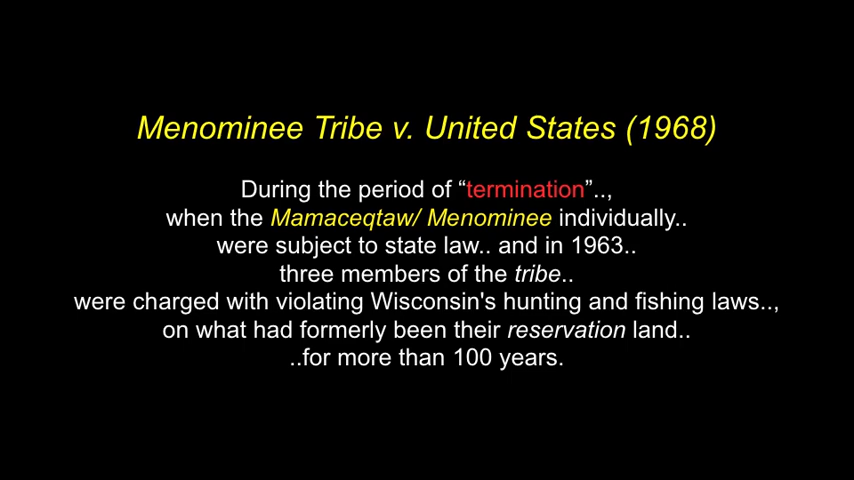 Menominee Tribe v. United States (1968)
During the period of “termination”..,
when the Mamaceqtaw/ Menominee individually..
were subject to state law.. and in 1963..
three members of the tribe..
were charged with violating Wisconsin's hunting and fishing laws..,
on what had formerly been their reservation land..
..for more than 100 years.